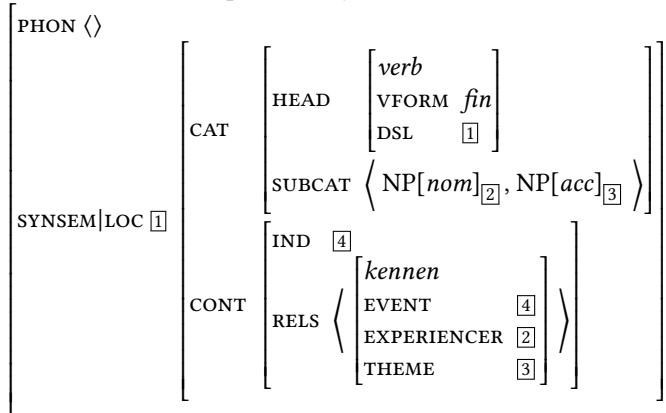 PHON ⟨⟩
verb
HEAD VFORM fin
CAT DSL 1
SUBCAT ⟨ NP[nom]2, NP[acc]3 ⟩
SYNSEM|LOC 1
IND 4
kennen
CONT EVENT 4
RELS ⟨ EXPERIENCER 2 ⟩
THEME 3